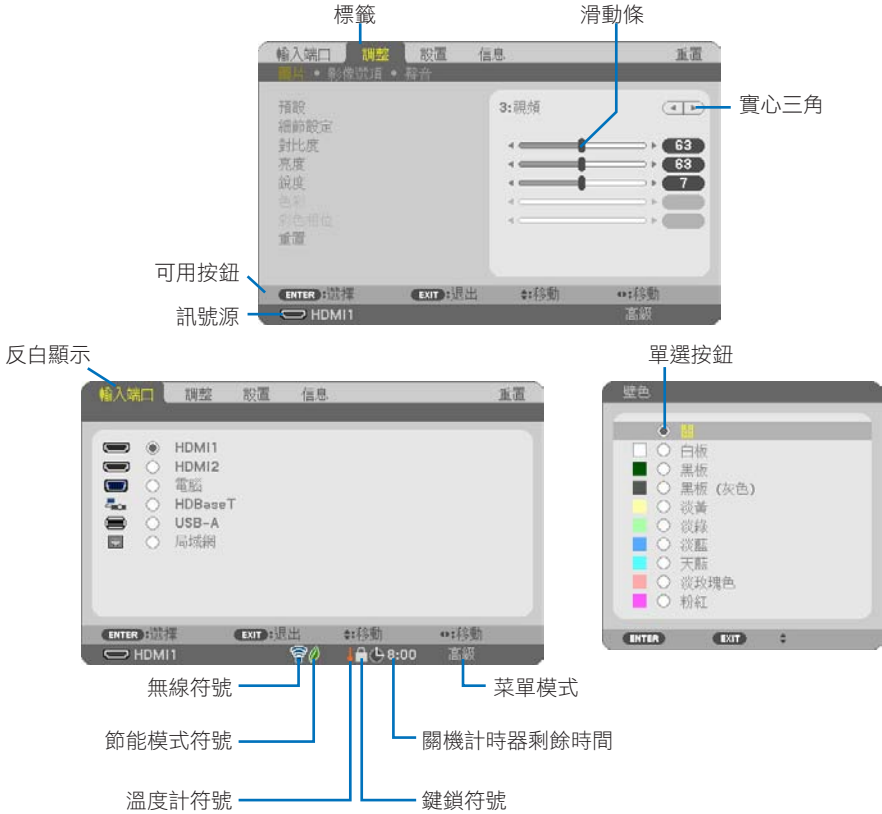 標籤 滑動條
輸入端口 調整 設置 信息 重置
圖片 • 影像選項 • 聲音
預設 3:視頻 實心三角
細節設定
對比度 63
亮度 63
銳度 7
色彩
彩色相位
重置
可用按鈕
ENTER:選擇 EXIT:退出 :移動 :移動
訊號源 HDMI1 高級
反白顯示 單選按鈕
輸入端口 調整 設置 信息 重置
HDMI1
HDMI2
電腦
HDBaseT
USB-A
局域網
ENTER:選擇 EXIT:退出 :移動 :移動
HDMI1 8:00 高級
壁色
白板
黑板
黑板 (灰色)
淡黃
淡綠
淡藍
天藍
淡玫瑰色
粉紅
ENTER EXIT
無線符號 菜單模式
節能模式符號 關機計時器剩餘時間
溫度計符號 鍵鎖符號